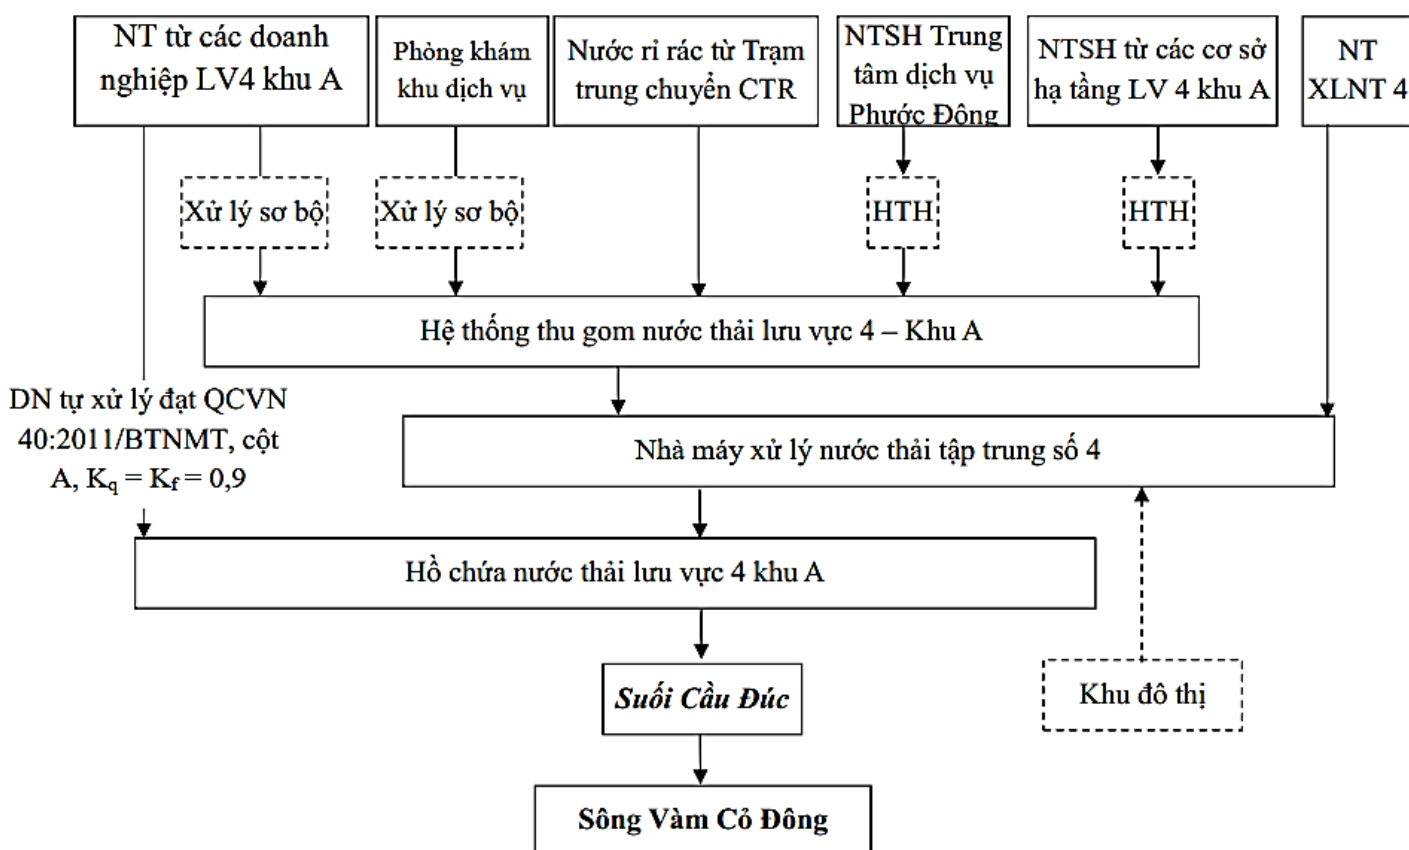 NT từ các doanh
nghiệp LV4 khu A
Phòng khám
khu dịch vụ
Nước rỉ rác từ Trạm
trung chuyển CTR
NTSH Trung
tâm dịch vụ
Phước Đông
NTSH từ các cơ sở
hạ tầng LV 4 khu A
NT
XLNT 4
Xử lý sơ bộ
Xử lý sơ bộ
HTH
HTH
Hệ thống thu gom nước thải lưu vực 4 – Khu A
DN tự xử lý đạt QCVN
40:2011/BTNMT, cột
A, Kq = Kf = 0,9
Nhà máy xử lý nước thải tập trung số 4
Hồ chứa nước thải lưu vực 4 khu A
Suối Cầu Đúc
Khu đô thị
Sông Vàm Cỏ Đông